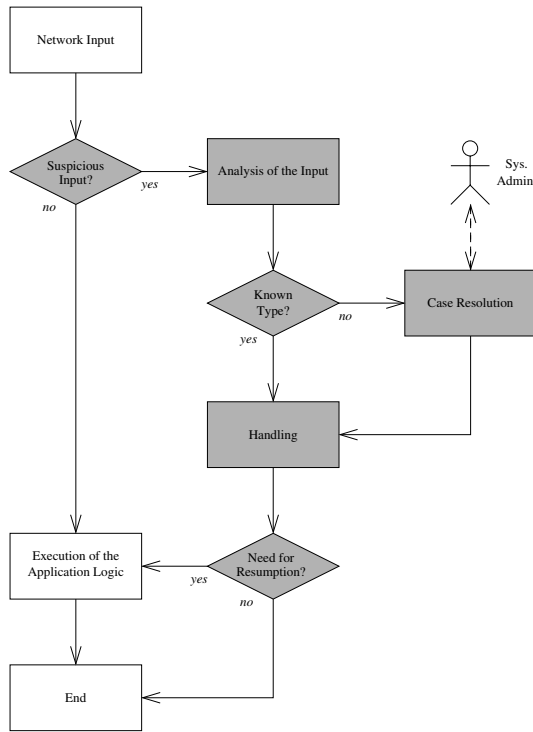 Network Input
Suspicious
Input?
yes
no
Analysis of the Input
Sys.
Admin
Known
Type?
no
yes
Case Resolution
Handling
Execution of the
Application Logic
Need for
Resumption?
yes
no
End